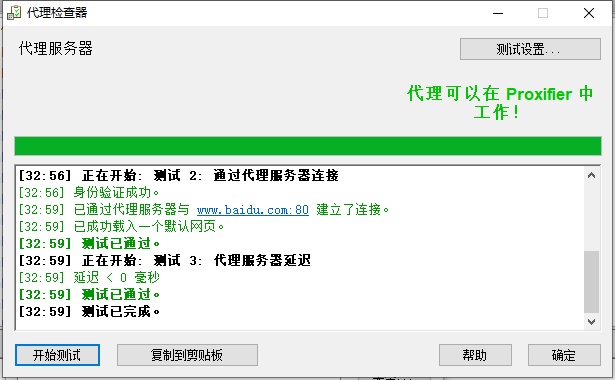 代理检查器
代理服务器
测试设置...
代理可以在 Proxifier 中
工作！
[32:56] 正在开始: 测试 2: 通过代理服务器连接
[32:56] 身份验证成功。
[32:59] 已通过代理服务器与 www.baidu.com:80 建立了连接。
[32:59] 已成功载入一个默认网页。
[32:59] 测试已通过。
[32:59] 正在开始: 测试 3: 代理服务器延迟
[32:59] 延迟 < 0 毫秒
[32:59] 测试已通过。
[32:59] 测试已完成。
开始测试
复制到剪贴板
帮助
确定